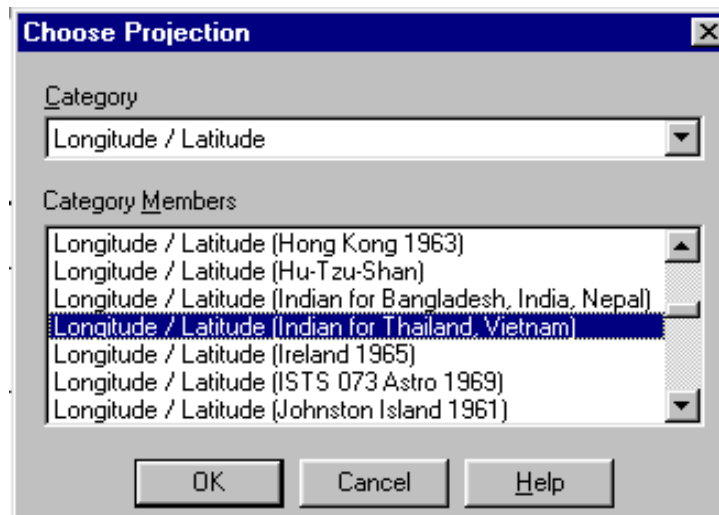 Choose Projection
Category
Longitude / Latitude
Category Members
Longitude / Latitude (Hong Kong 1963)
Longitude / Latitude (Hu-Tzu-Shan)
Longitude / Latitude (Indian for Bangladesh, India, Nepal)
Longitude / Latitude (Indian for Thailand, Vietnam)
Longitude / Latitude (Ireland 1965)
Longitude / Latitude (ISTS 073 Astro 1969)
Longitude / Latitude (Johnston Island 1961)
OK Cancel Help